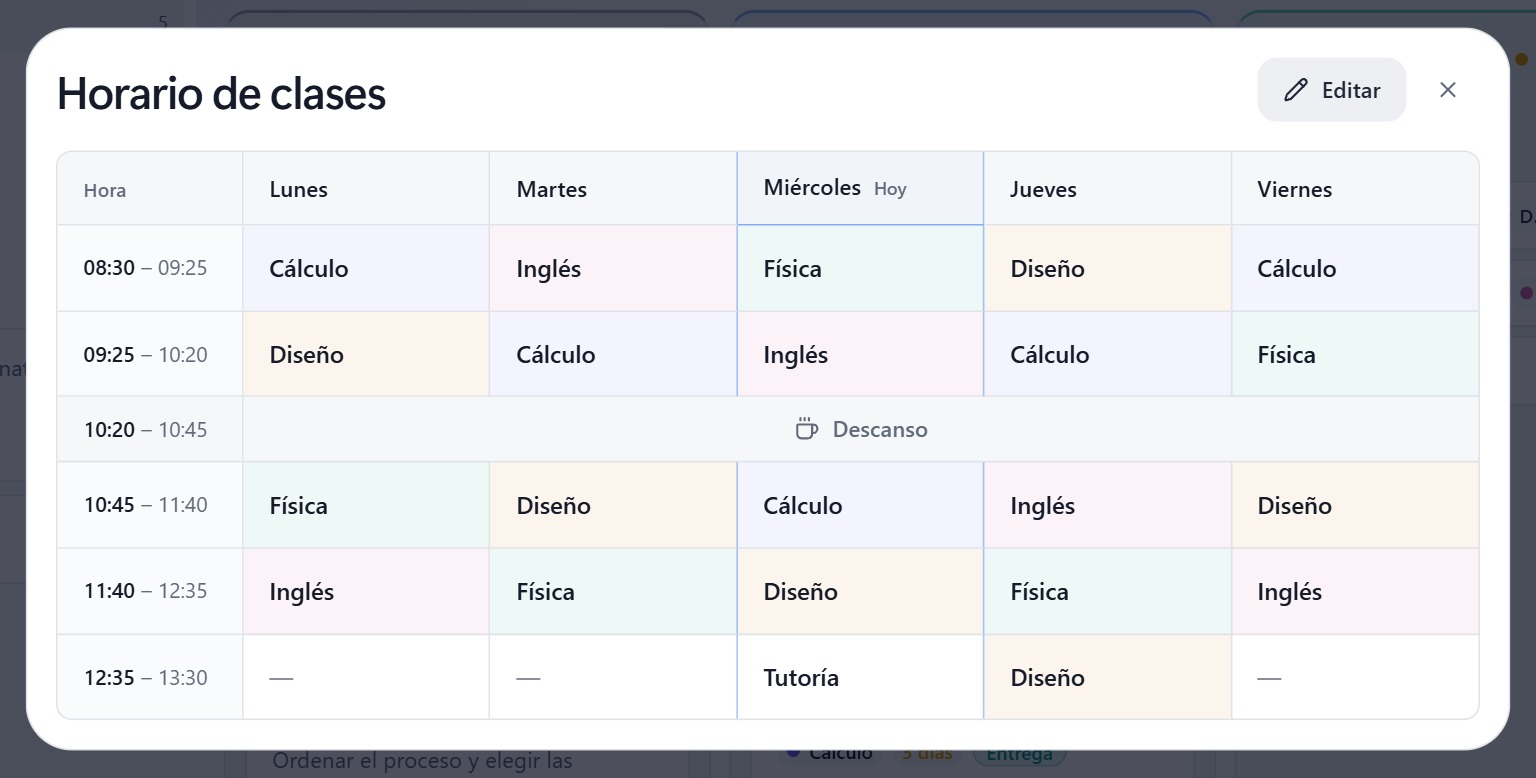 5
Horario de clases
Editar
Hora Lunes Martes Miércoles Hoy Jueves Viernes
08:30 – 09:25 Cálculo Inglés Física Diseño Cálculo
09:25 – 10:20 Diseño Cálculo Inglés Cálculo Física
10:20 – 10:45 Descanso
10:45 – 11:40 Física Diseño Cálculo Inglés Diseño
11:40 – 12:35 Inglés Física Diseño Física Inglés
12:35 – 13:30 — — Tutoría Diseño —
Ordenar el proceso y elegir las
Cálculo 3 días Entrega